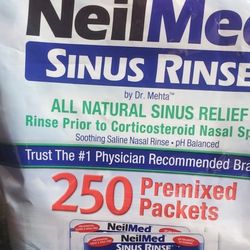 NeilMed
SINUS RINSE
by Dr. Mehta™
ALL NATURAL SINUS RELIEF
Rinse Prior to Corticosteroid Nasal Sp
Soothing Saline Nasal Rinse • pH Balanced
Trust The #1 Physician Recommended Bra
250 Premixed
Packets
NeilMed
NeilMed
SINUS RINSE